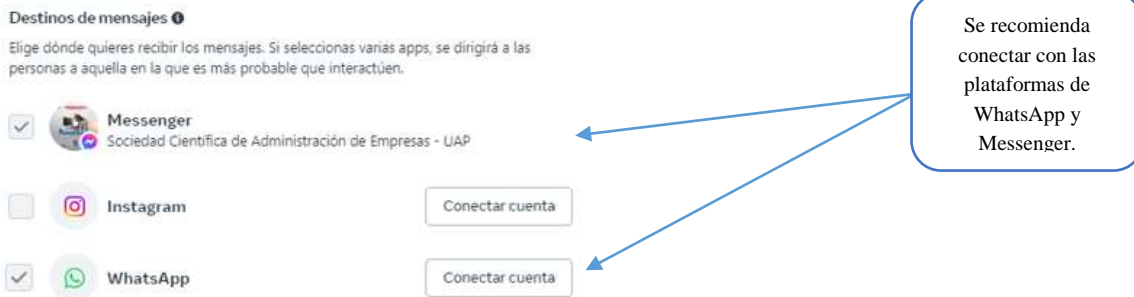 Destinos de mensajes
Elige dónde quieres recibir los mensajes. Si seleccionas varias apps, se dirigirá a las
personas a aquella en la que es más probable que interactúen.
Messenger
Sociedad Científica de Administración de Empresas - UAP
Instagram
Conectar cuenta
WhatsApp
Conectar cuenta
Se recomienda
conectar con las
plataformas de
WhatsApp y
Messenger.